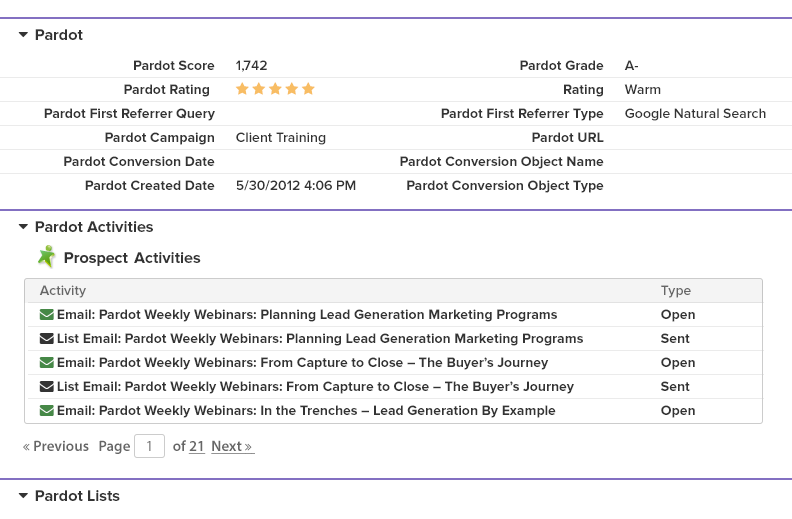 Pardot
Pardot Score 1,742 Pardot Grade A-
Pardot Rating Rating Warm
Pardot First Referrer Query Pardot First Referrer Type Google Natural Search
Pardot Campaign Client Training Pardot URL
Pardot Conversion Date Pardot Conversion Object Name
Pardot Created Date 5/30/2012 4:06 PM Pardot Conversion Object Type
Pardot Activities
Prospect Activities
Activity Type
Email: Pardot Weekly Webinars: Planning Lead Generation Marketing Programs Open
List Email: Pardot Weekly Webinars: Planning Lead Generation Marketing Programs Sent
Email: Pardot Weekly Webinars: From Capture to Close – The Buyer’s Journey Open
List Email: Pardot Weekly Webinars: From Capture to Close – The Buyer’s Journey Sent
Email: Pardot Weekly Webinars: In the Trenches – Lead Generation By Example Open
« Previous Page 1 of 21 Next »
Pardot Lists